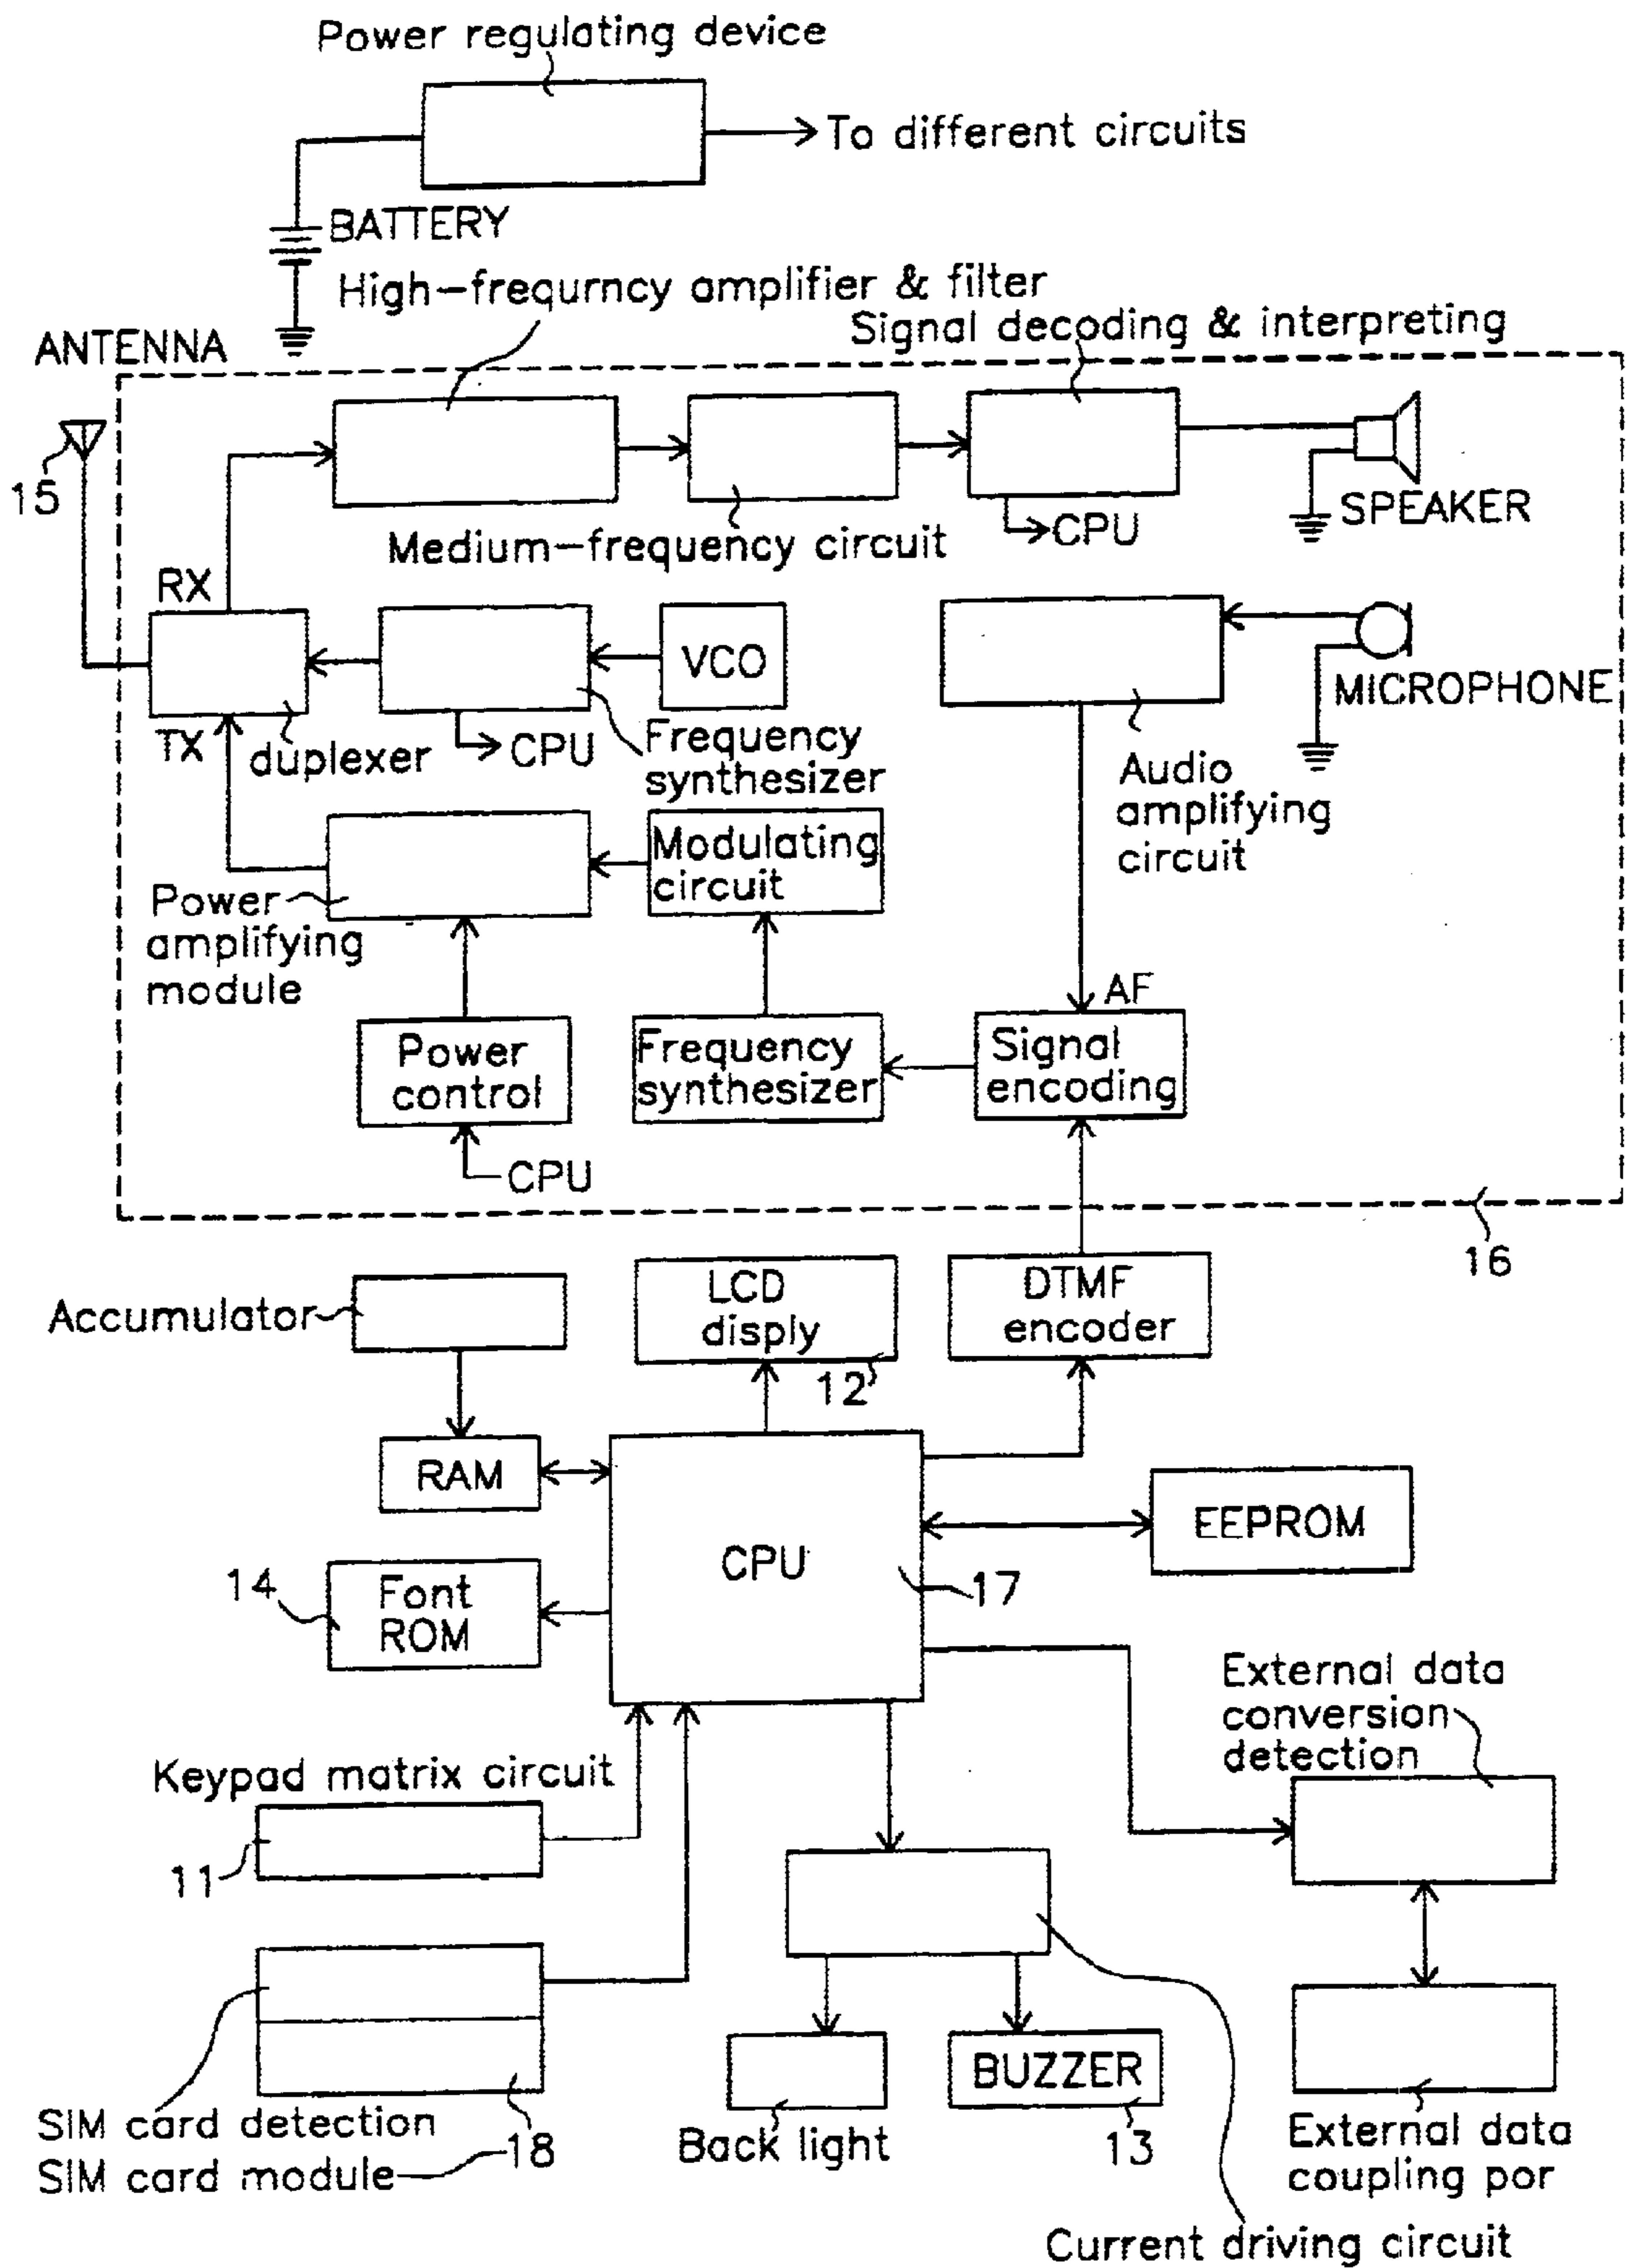 Power regulating device
To different circuits
BATTERY
High-frequrncy amplifier & filter
Signal decoding & interpreting
ANTENNA
15
SPEAKER
CPU
Medium-frequency circuit
RX
VCO
MICROPHONE
TX
duplexer
CPU
Frequency
synthesizer
Audio
amplifying
circuit
Modulating
circuit
Power
amplifying
module
AF
Power
control
Frequency
synthesizer
Signal
encoding
CPU
16
Accumulator
LCD
disply
12
DTMF
encoder
RAM
CPU
EEPROM
17
14
Font
ROM
External data
conversion
detection
Keypad matrix circuit
11
BUZZER
SIM card detection
18
SIM card module
Back light
13
External data
coupling por
Current driving circuit